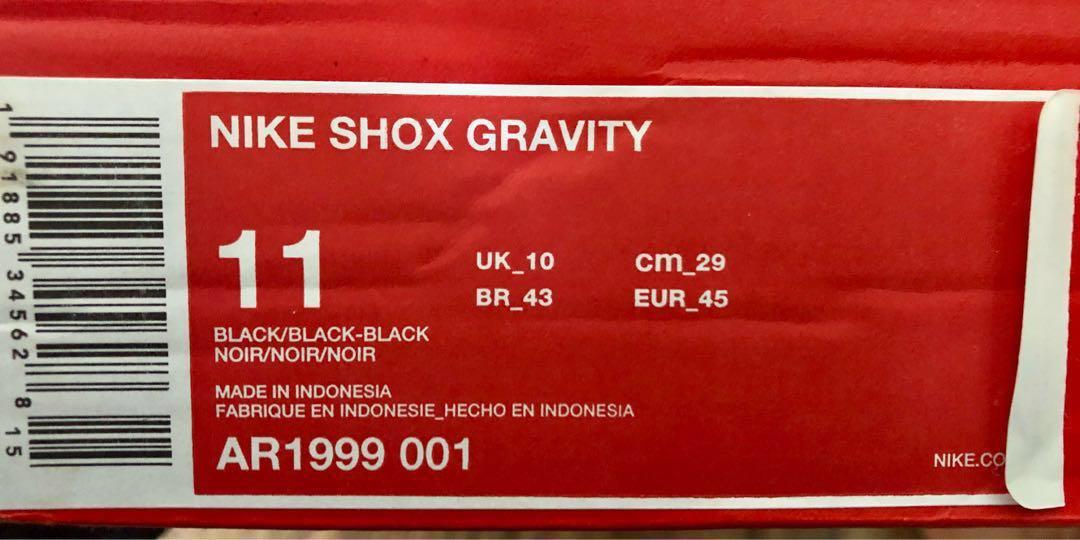 NIKE SHOX GRAVITY
11
UK_10 cm_29
BR_43 EUR_45
BLACK/BLACK-BLACK
NOIR/NOIR/NOIR
MADE IN INDONESIA
FABRIQUE EN INDONESIE_HECHO EN INDONESIA
AR1999 001
NIKE.CO
1 91885 34562 8 15